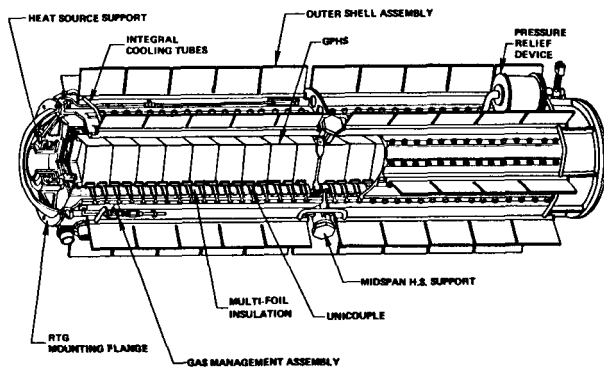 HEAT SOURCE SUPPORT
INTEGRAL
COOLING TUBES
OUTER SHELL ASSEMBLY
GPHS
PRESSURE
RELIEF
DEVICE
MIDSPAN H.S. SUPPORT
MULTI-FOIL
INSULATION
UNICOUPLE
RTG
MOUNTING FLANGE
GAS MANAGEMENT ASSEMBLY